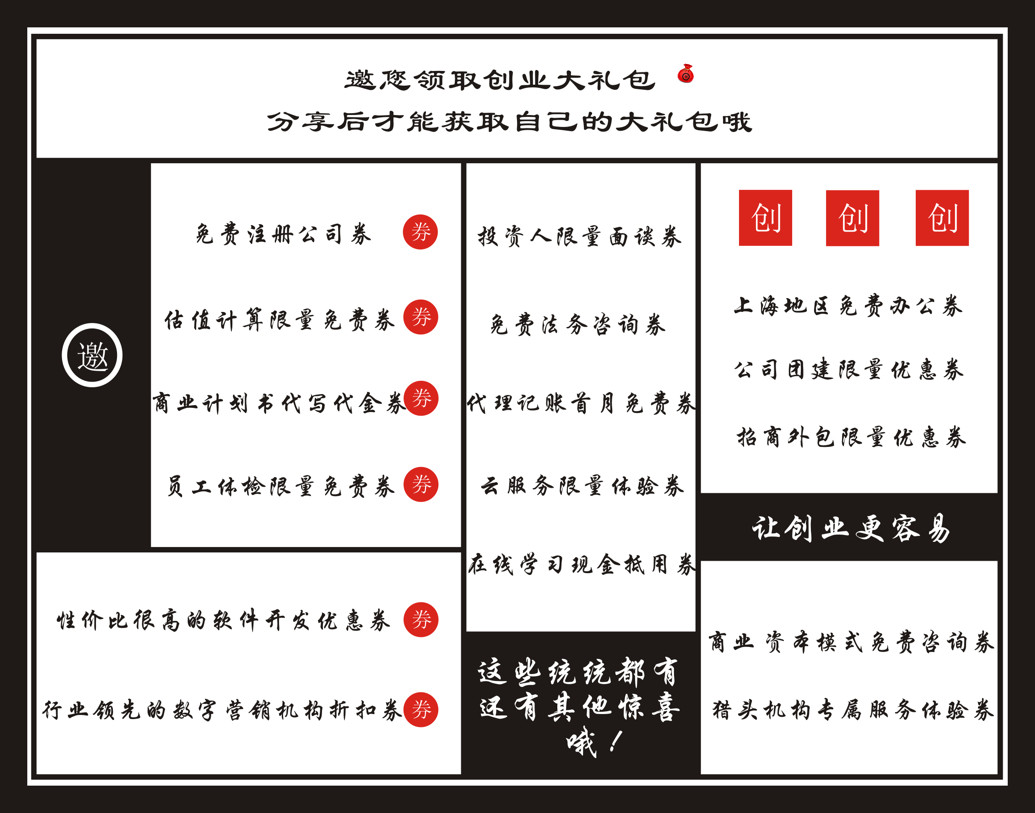 邀您领取创业大礼包
分享后才能获取自己的大礼包哦
邀
免费注册公司券 券
估值计算限量免费券 券
商业计划书代写代金券 券
员工体检限量免费券 券
性价比很高的软件开发优惠券 券
行业领先的数字营销机构折扣券 券
投资人限量面谈券
免费法务咨询券
代理记账首月免费券
云服务限量体验券
在线学习现金抵用券
这些统统都有
还有其他惊喜
哦！
创 创 创
上海地区免费办公券
公司团建限量优惠券
招商外包限量优惠券
让创业更容易
商业资本模式免费咨询券
猎头机构专属服务体验券